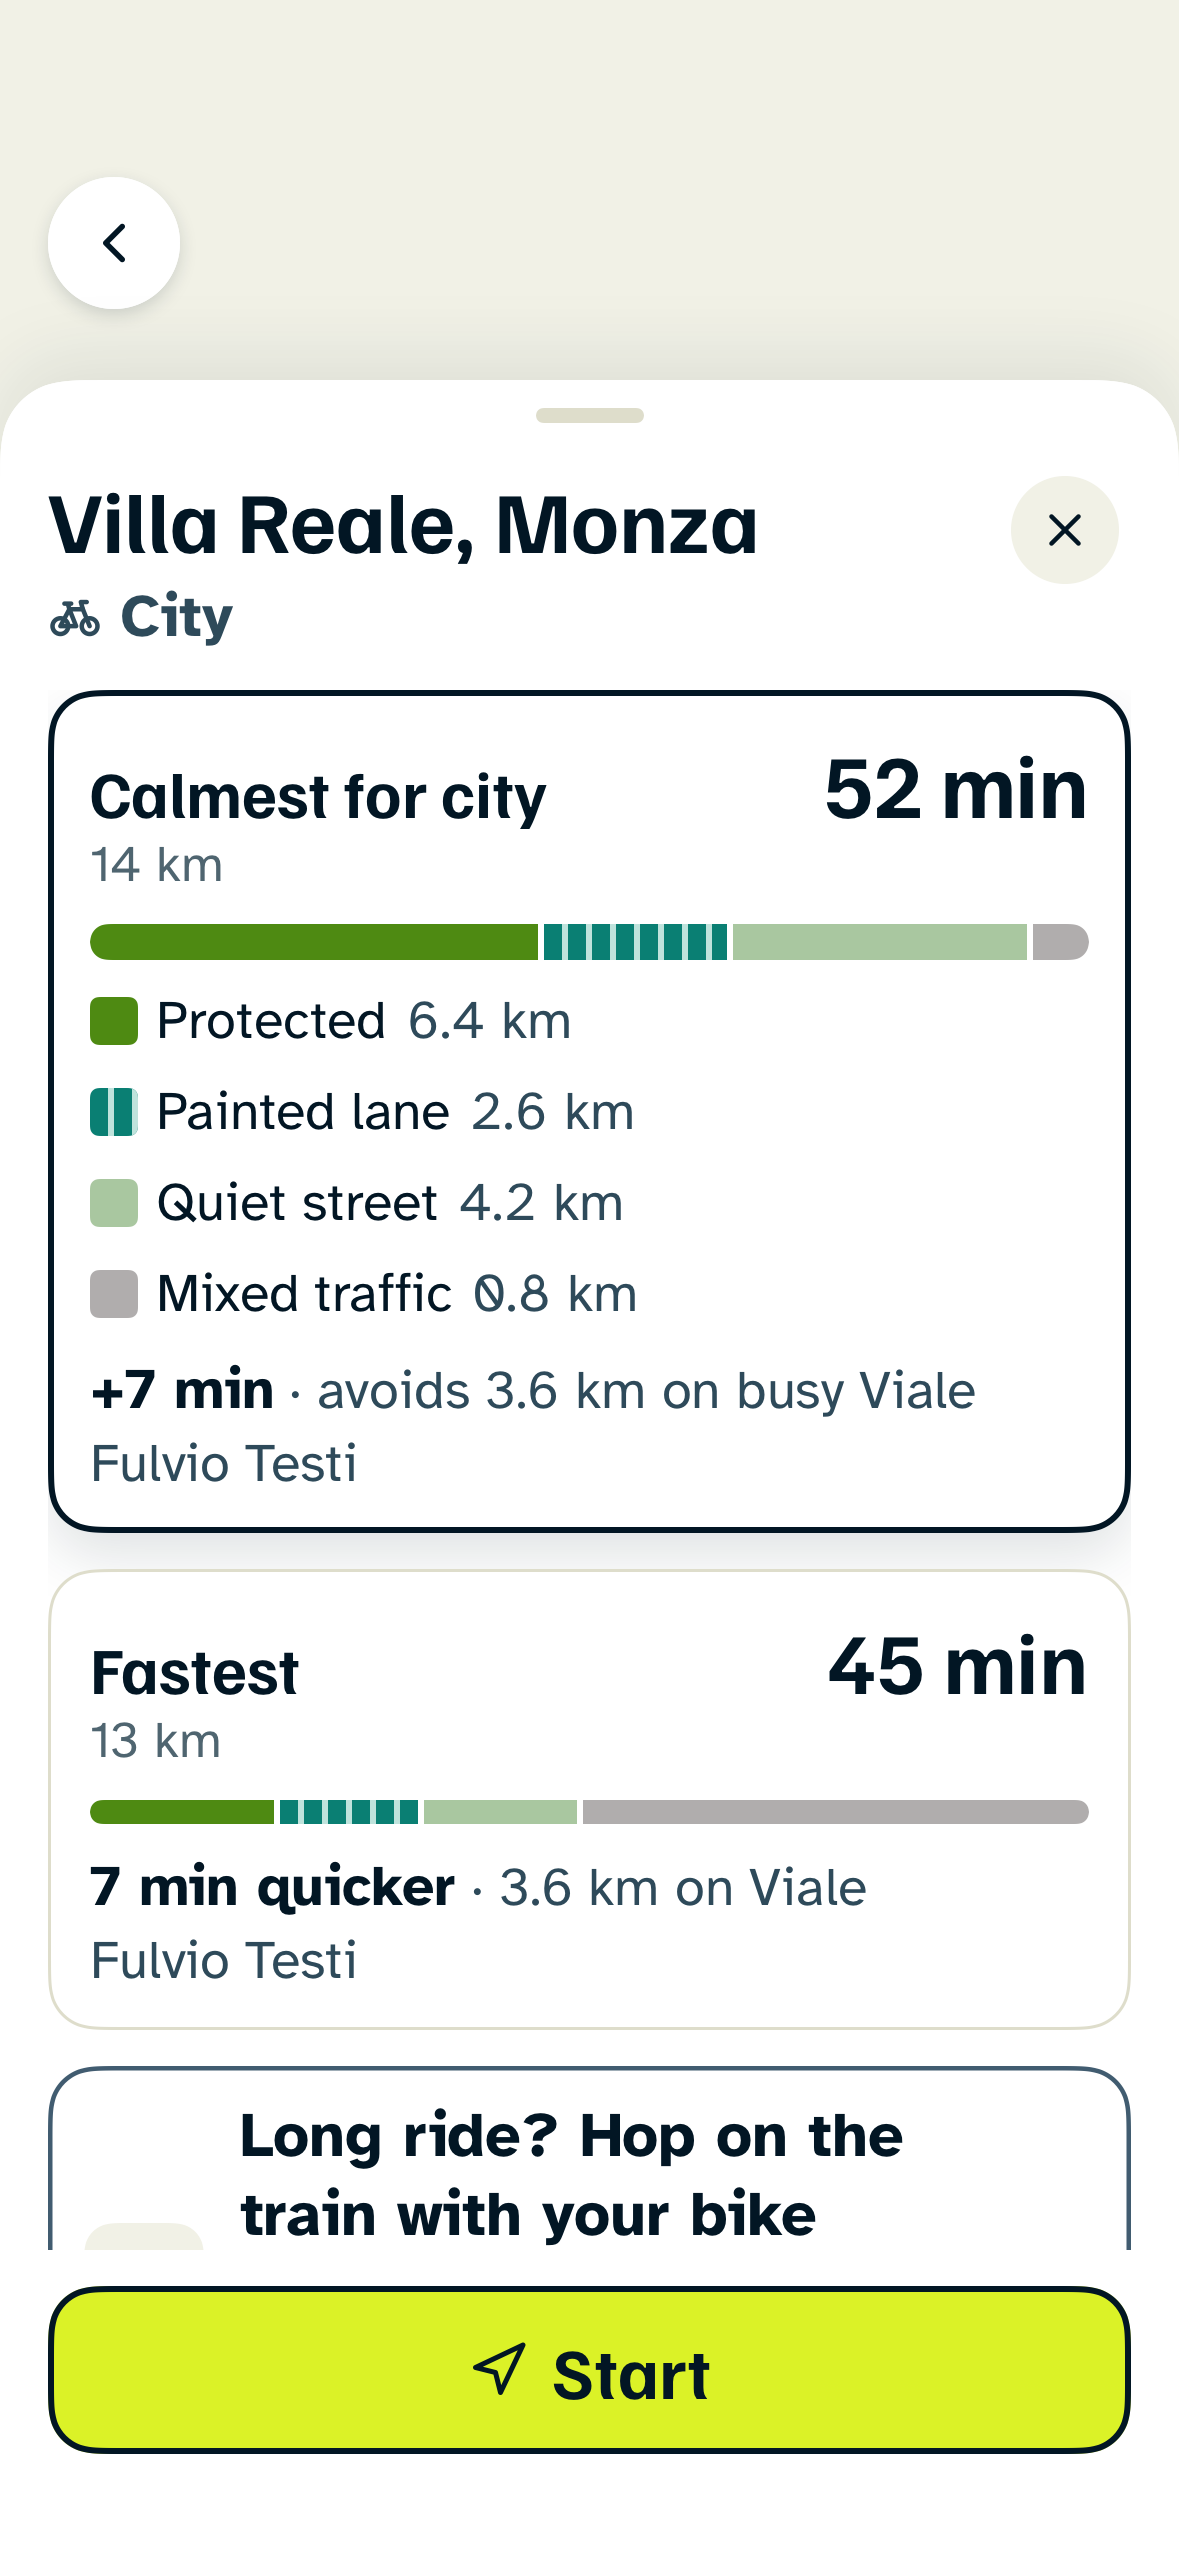 Villa Reale, Monza
City
Calmest for city
52 min
14 km
Protected 6.4 km
Painted lane 2.6 km
Quiet street 4.2 km
Mixed traffic 0.8 km
+7 min · avoids 3.6 km on busy Viale
Fulvio Testi
Fastest
45 min
13 km
7 min quicker · 3.6 km on Viale
Fulvio Testi
Long ride? Hop on the
train with your bike
Start